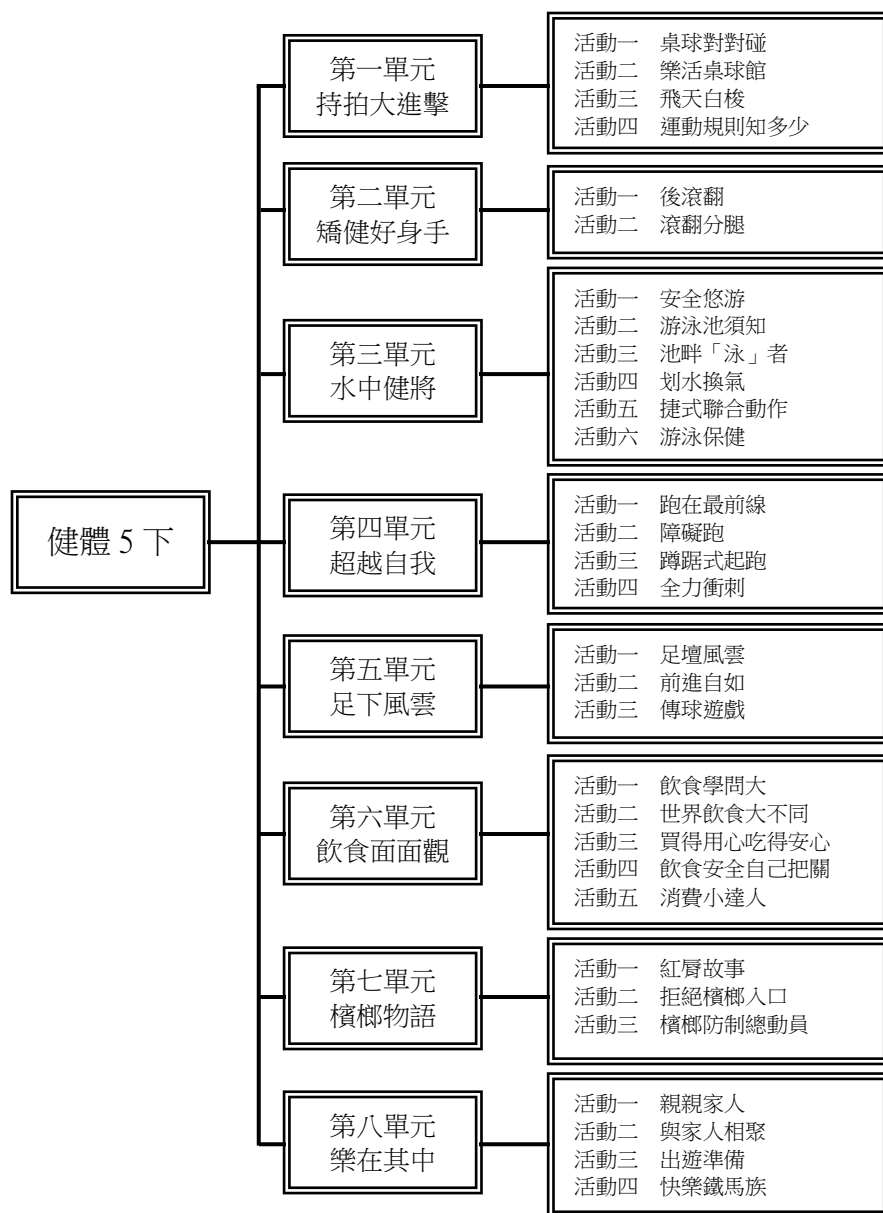 健體 5 下
第一單元
持拍大進擊
活動一 桌球對對碰
活動二 樂活桌球館
活動三 飛天白梭
活動四 運動規則知多少
第二單元
矯健好身手
活動一 後滾翻
活動二 滾翻分腿
第三單元
水中健將
活動一 安全悠游
活動二 游泳池須知
活動三 池畔「泳」者
活動四 划水換氣
活動五 捷式聯合動作
活動六 游泳保健
第四單元
超越自我
活動一 跑在最前線
活動二 障礙跑
活動三 蹲踞式起跑
活動四 全力衝刺
第五單元
足下風雲
活動一 足壇風雲
活動二 前進自如
活動三 傳球遊戲
第六單元
飲食面面觀
活動一 飲食學問大
活動二 世界飲食大不同
活動三 買得用心吃得安心
活動四 飲食安全自己把關
活動五 消費小達人
第七單元
檳榔物語
活動一 紅脣故事
活動二 拒絕檳榔入口
活動三 檳榔防制總動員
第八單元
樂在其中
活動一 親親家人
活動二 與家人相聚
活動三 出遊準備
活動四 快樂鐵馬族